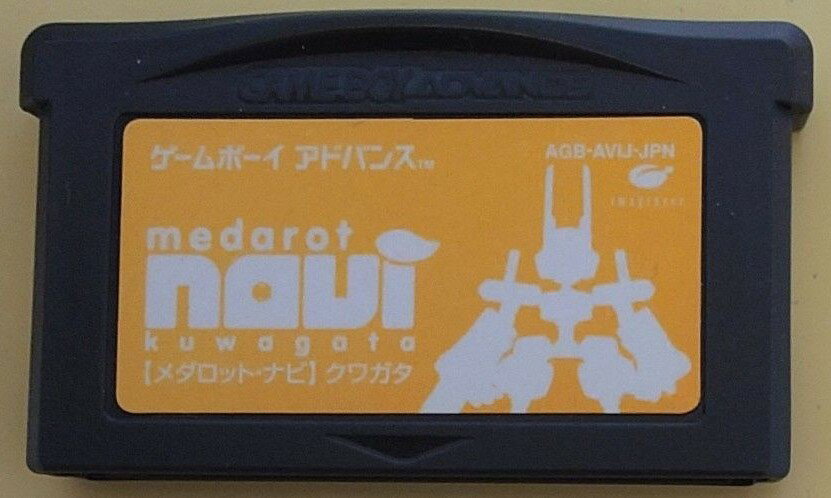 GAME BOY ADVANCE
ゲームボーイ アドバンス™
AGB-AVIJ-JPN
imagineer
medarot
navi
kuwagata
【メダロット・ナビ】クワガタ